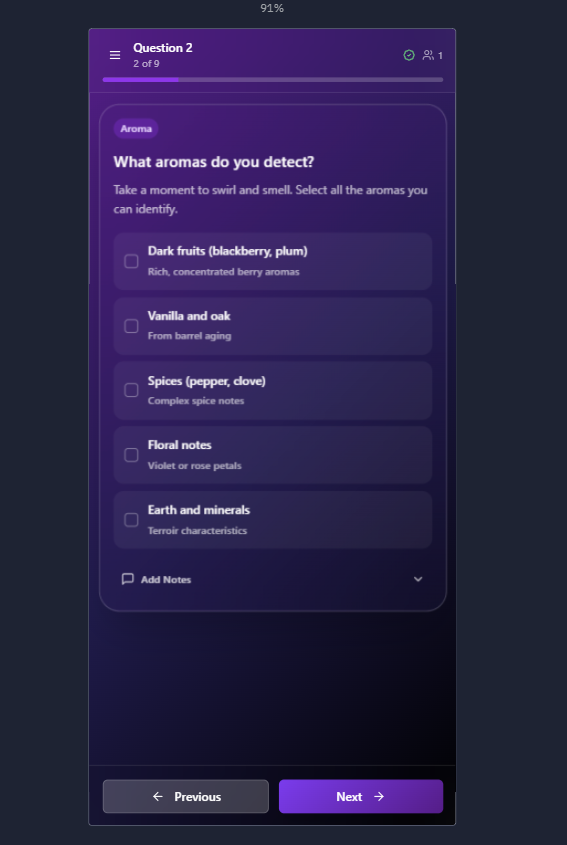 91%
Question 2
2 of 9
1
Aroma
What aromas do you detect?
Take a moment to swirl and smell. Select all the aromas you
can identify.
Dark fruits (blackberry, plum)
Rich, concentrated berry aromas
Vanilla and oak
From barrel aging
Spices (pepper, clove)
Complex spice notes
Floral notes
Violet or rose petals
Earth and minerals
Terroir characteristics
Add Notes
Previous
Next